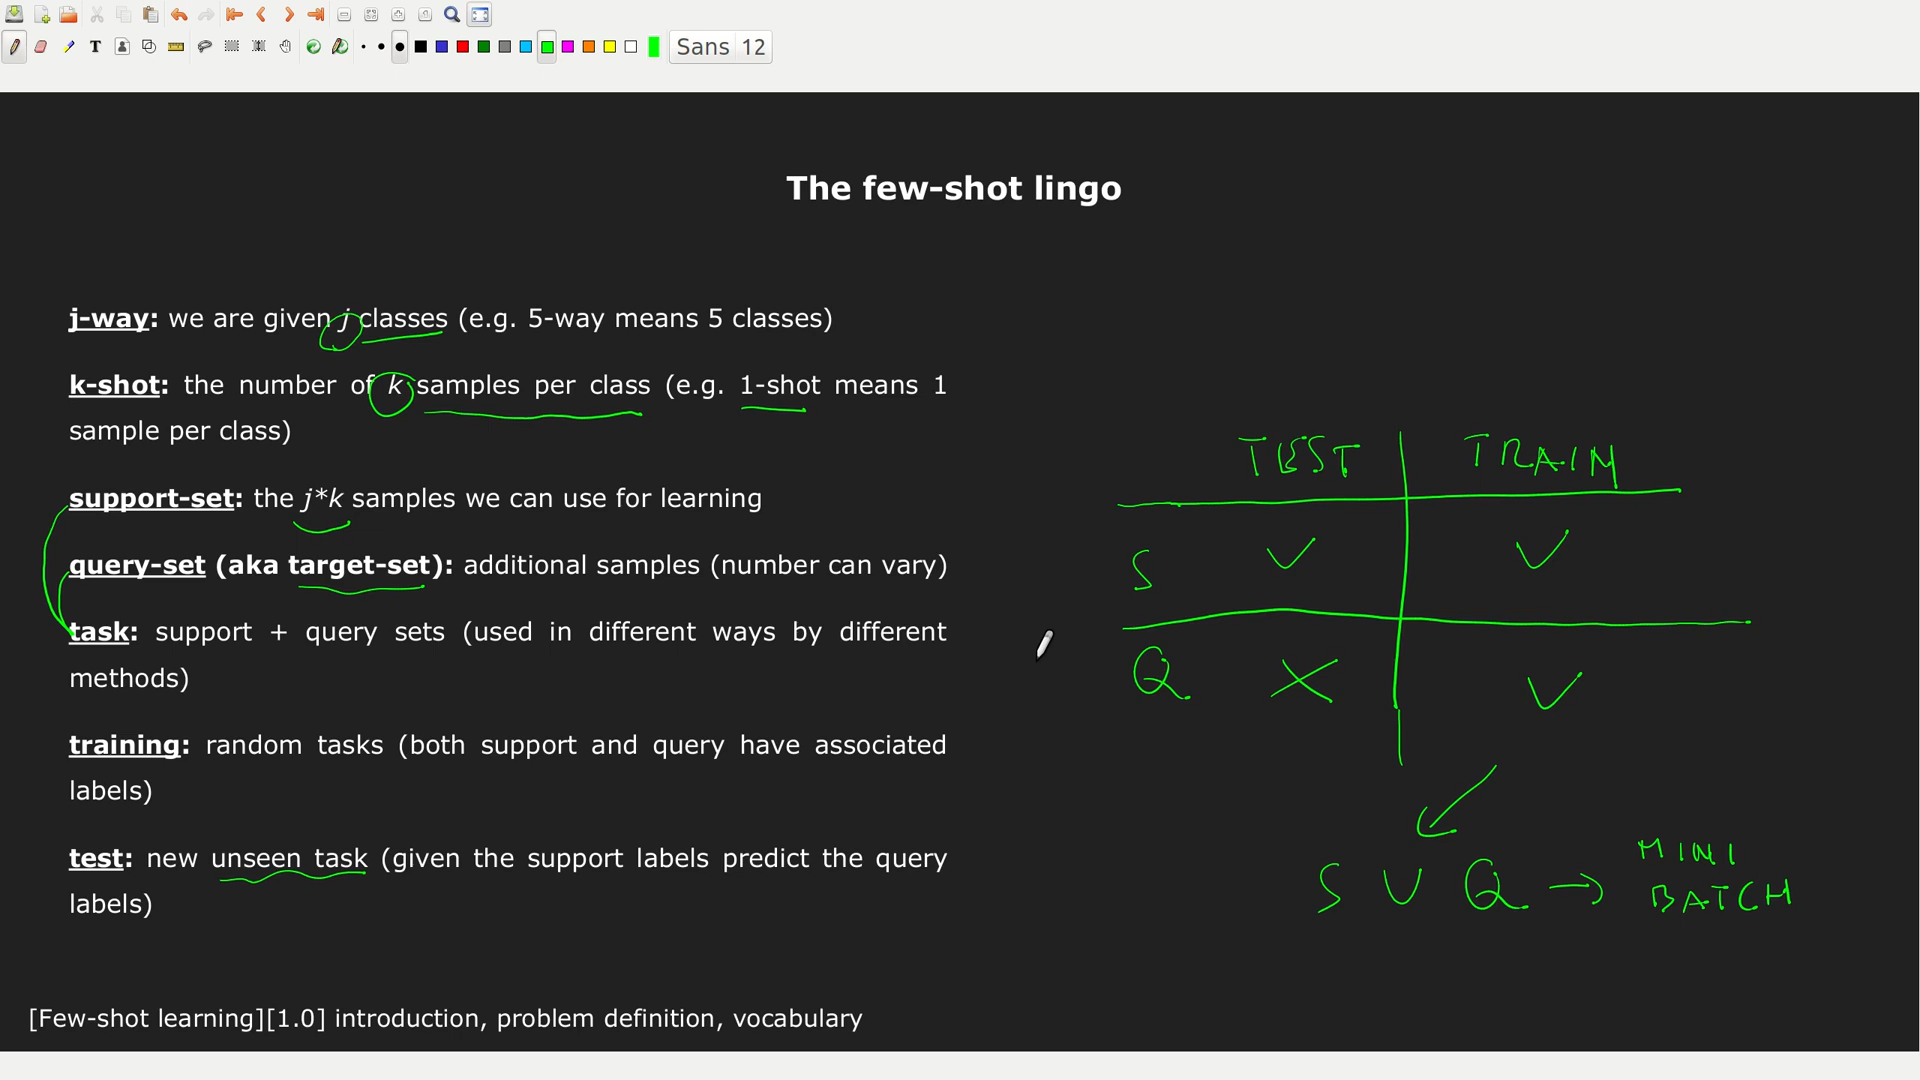 Sans 12
The few-shot lingo
j-way: we are given j classes (e.g. 5-way means 5 classes)
k-shot: the number of k samples per class (e.g. 1-shot means 1
sample per class)
support-set: the j*k samples we can use for learning
query-set (aka target-set): additional samples (number can vary)
task: support + query sets (used in different ways by different
methods)
training: random tasks (both support and query have associated
labels)
test: new unseen task (given the support labels predict the query
labels)
TEST TRAIN
S ✓ ✓
Q X ✓
S U Q → MINI
BATCH
[Few-shot learning][1.0] introduction, problem definition, vocabulary